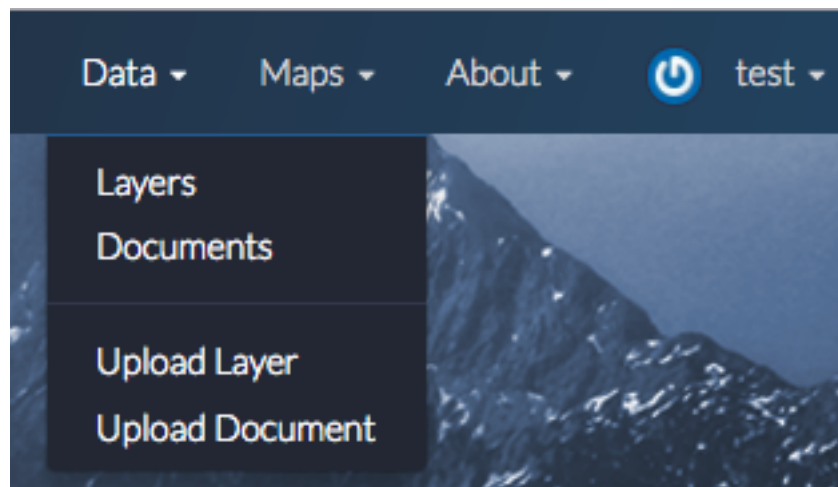 Data Maps About test
Layers
Documents
Upload Layer
Upload Document